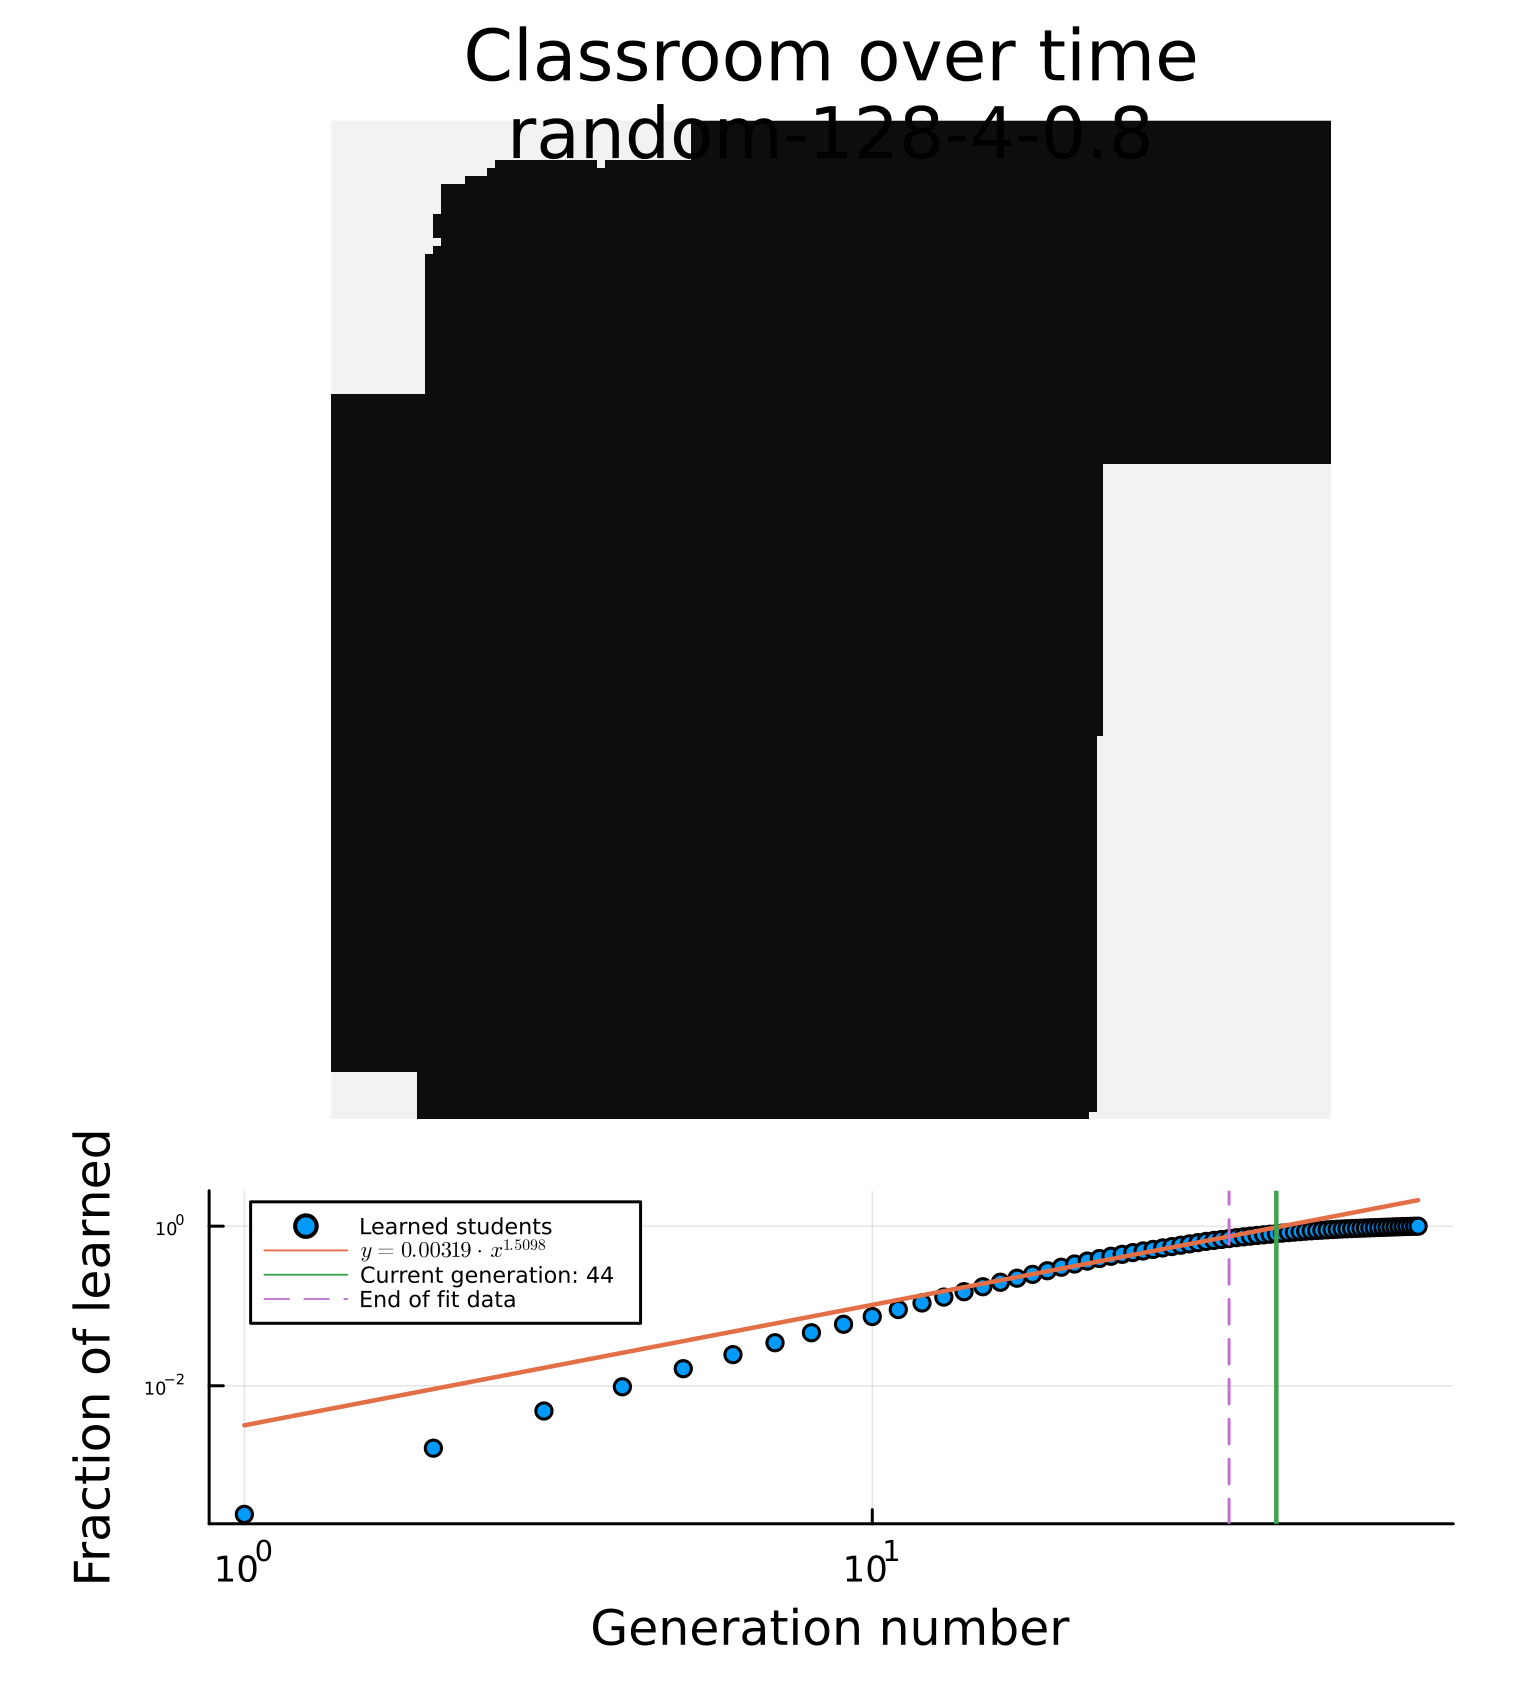 Classroom over time
random-128-4-0.8
Fraction of learned
10^0
10^-2
Learned students
y = 0.00319 · x^1.5098
Current generation: 44
End of fit data
10^0
10^1
Generation number